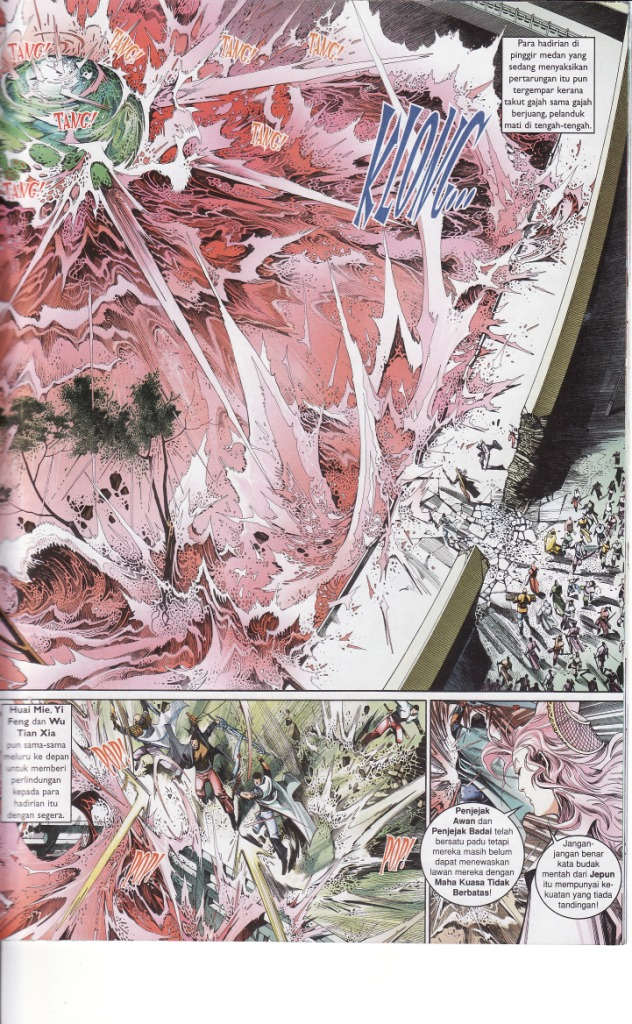 TANG!
TANG!
TANG!
TANG!
TANG!
TANG!
TANG!
KLONG...
Para hadirian di
pinggir medan yang
sedang menyaksikan
pertarungan itu pun
tergempar kerana
takut gajah sama gajah
berjuang, pelanduk
mati di tengah-tengah.
Huai Mie, Yi
Feng dan Wu
Tian Xia
pun sama-sama
meluru ke depan
untuk memberi
perlindungan
kepada para
hadirian itu
dengan segera.
POP!
POP!
POP!
Penjejak
Awan dan
Penjejak Badai telah
bersatu padu tetapi
mereka masih belum
dapat menewaskan
lawan mereka dengan
Maha Kuasa Tidak
Berbatas!
Jangan-
jangan benar
kata budak
mentah dari Jepun
itu mempunyai ke-
kuatan yang tiada
tandingan!